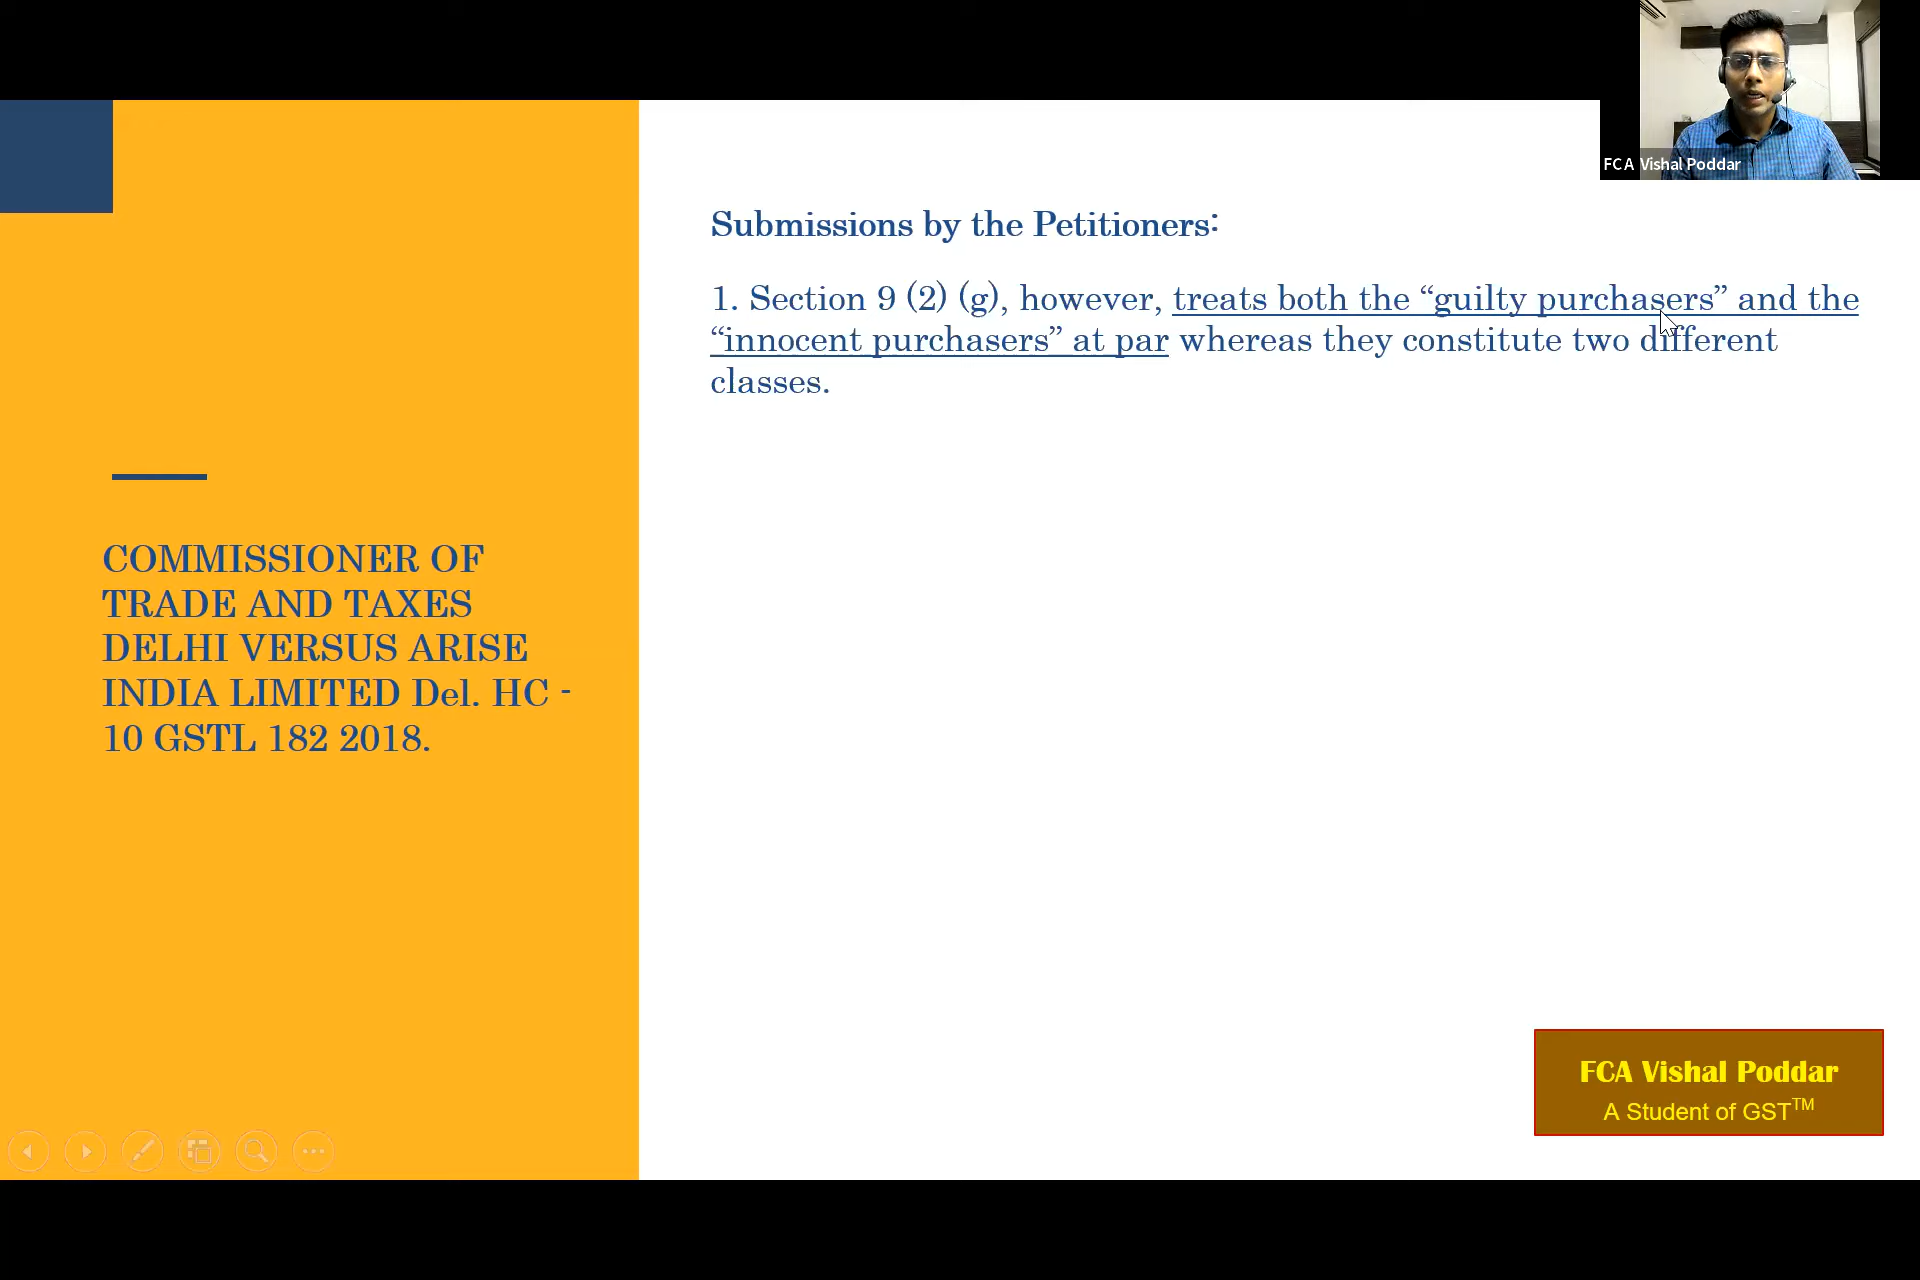 FCA Vishal Poddar
Submissions by the Petitioners:
1. Section 9 (2) (g), however, treats both the “guilty purchasers” and the
“innocent purchasers” at par whereas they constitute two different
classes.
COMMISSIONER OF
TRADE AND TAXES
DELHI VERSUS ARISE
INDIA LIMITED Del. HC -
10 GSTL 182 2018.
FCA Vishal Poddar
A Student of GST™